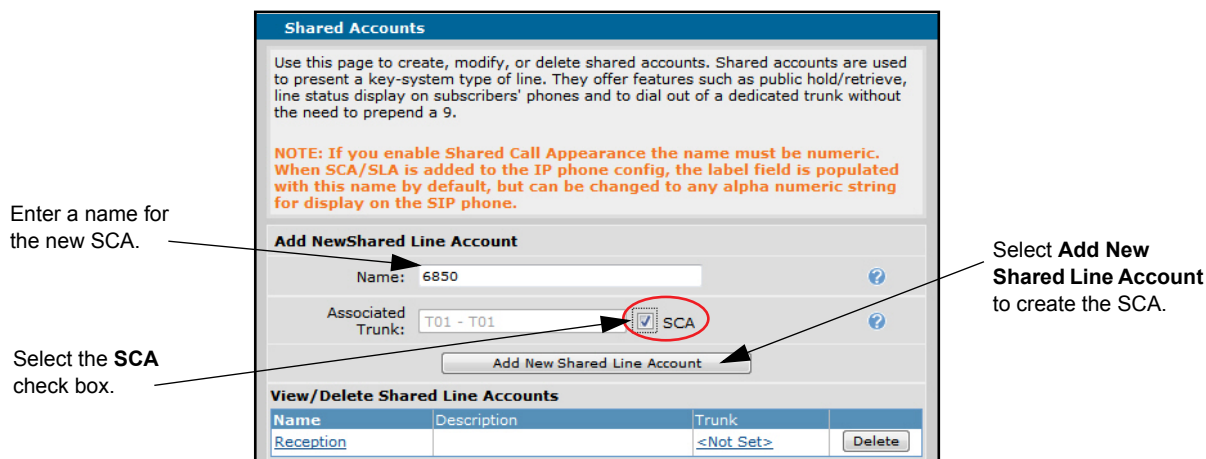 Shared Accounts
Use this page to create, modify, or delete shared accounts. Shared accounts are used
to present a key-system type of line. They offer features such as public hold/retrieve,
line status display on subscribers' phones and to dial out of a dedicated trunk without
the need to prepend a 9.
NOTE: If you enable Shared Call Appearance the name must be numeric.
When SCA/SLA is added to the IP phone config, the label field is populated
with this name by default, but can be changed to any alpha numeric string
for display on the SIP phone.
Enter a name for
the new SCA.
Add NewShared Line Account
Name: 6850 ?
Associated
Trunk: T01 - T01 SCA ?
Select Add New
Shared Line Account
to create the SCA.
Select the SCA
check box.
Add New Shared Line Account
View/Delete Shared Line Accounts
Name Description Trunk
Reception <Not Set> Delete